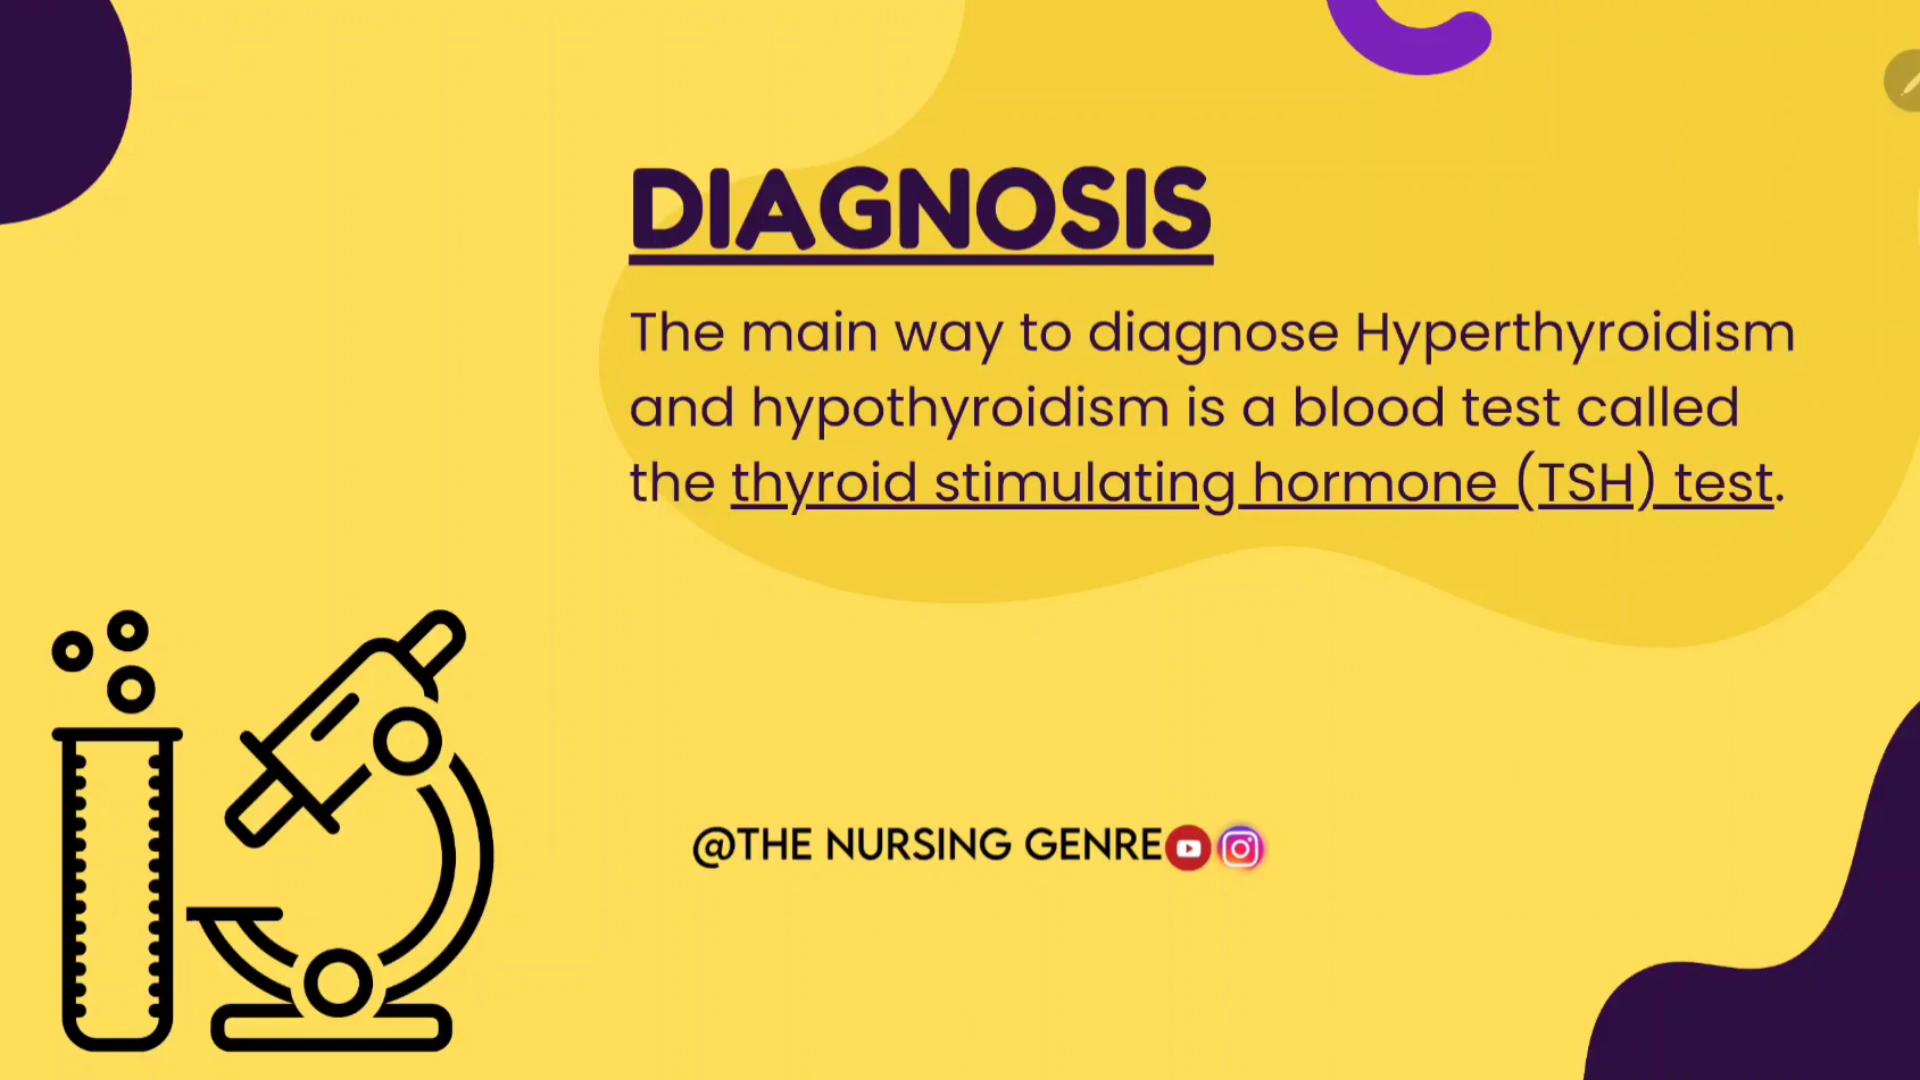 DIAGNOSIS
The main way to diagnose Hyperthyroidism
and hypothyroidism is a blood test called
the thyroid stimulating hormone (TSH) test.
@THE NURSING GENRE